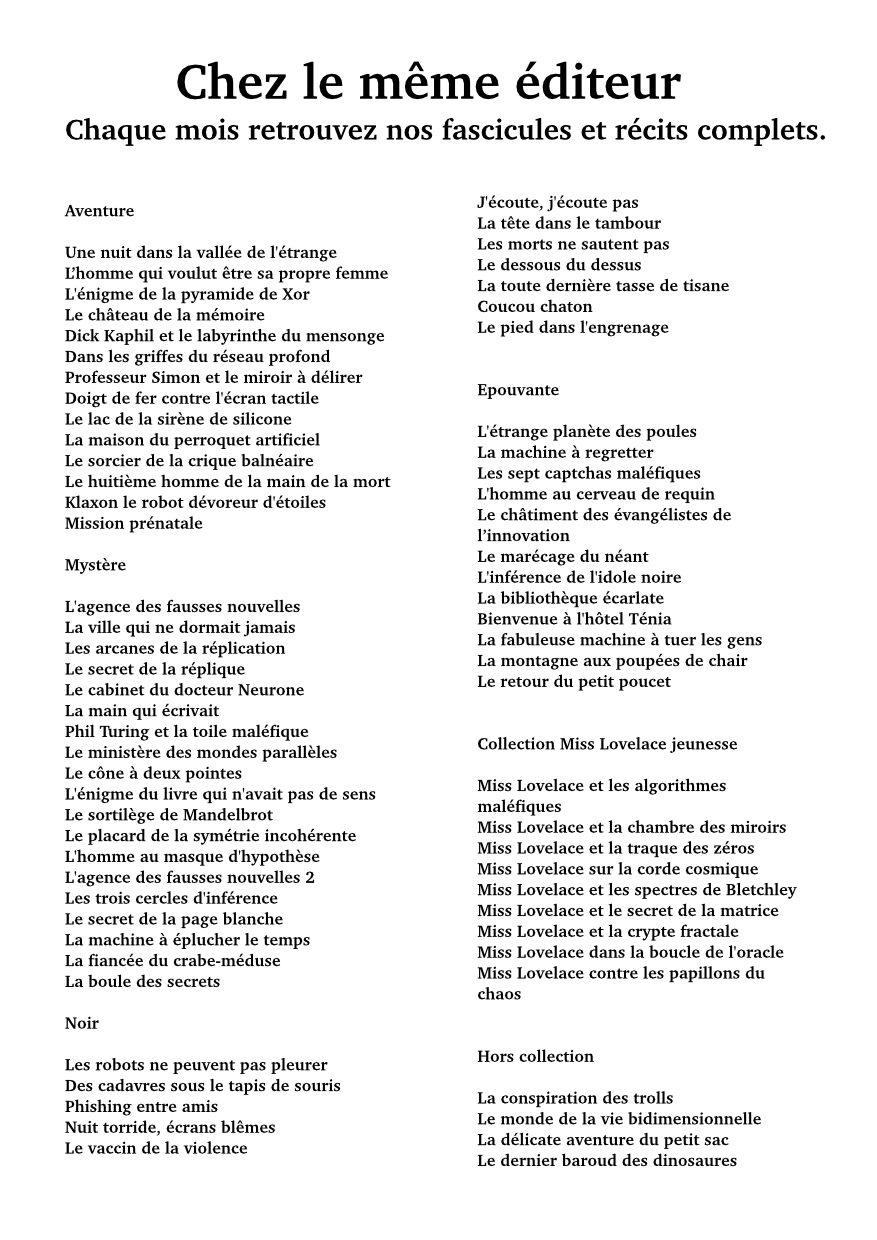 Chez le même éditeur
Chaque mois retrouvez nos fascicules et récits complets.
Aventure
Une nuit dans la vallée de l'étrange
L’homme qui voulut être sa propre femme
L'énigme de la pyramide de Xor
Le château de la mémoire
Dick Kaphil et le labyrinthe du mensonge
Dans les griffes du réseau profond
Professeur Simon et le miroir à délirer
Doigt de fer contre l'écran tactile
Le lac de la sirène de silicone
La maison du perroquet artificiel
Le sorcier de la crique balnéaire
Le huitième homme de la main de la mort
Klaxon le robot dévoreur d'étoiles
Mission prénatale
Mystère
L'agence des fausses nouvelles
La ville qui ne dormait jamais
Les arcanes de la réplication
Le secret de la réplique
Le cabinet du docteur Neurone
La main qui écrivait
Phil Turing et la toile maléfique
Le ministère des mondes parallèles
Le cône à deux pointes
L'énigme du livre qui n'avait pas de sens
Le sortilège de Mandelbrot
Le placard de la symétrie incohérente
L'homme au masque d'hypothèse
L'agence des fausses nouvelles 2
Les trois cercles d'inférence
Le secret de la page blanche
La machine à éplucher le temps
La fiancée du crabe-méduse
La boule des secrets
Noir
Les robots ne peuvent pas pleurer
Des cadavres sous le tapis de souris
Phishing entre amis
Nuit torride, écrans blêmes
Le vaccin de la violence
J'écoute, j'écoute pas
La tête dans le tambour
Les morts ne sautent pas
Le dessous du dessus
La toute dernière tasse de tisane
Coucou chaton
Le pied dans l'engrenage
Epouvante
L'étrange planète des poules
La machine à regretter
Les sept captchas maléfiques
L'homme au cerveau de requin
Le châtiment des évangélistes de
l’innovation
Le marécage du néant
L'inférence de l'idole noire
La bibliothèque écarlate
Bienvenue à l'hôtel Ténia
La fabuleuse machine à tuer les gens
La montagne aux poupées de chair
Le retour du petit poucet
Collection Miss Lovelace jeunesse
Miss Lovelace et les algorithmes
maléfiques
Miss Lovelace et la chambre des miroirs
Miss Lovelace et la traque des zéros
Miss Lovelace sur la corde cosmique
Miss Lovelace et les spectres de Bletchley
Miss Lovelace et le secret de la matrice
Miss Lovelace et la crypte fractale
Miss Lovelace dans la boucle de l'oracle
Miss Lovelace contre les papillons du
chaos
Hors collection
La conspiration des trolls
Le monde de la vie bidimensionnelle
La délicate aventure du petit sac
Le dernier baroud des dinosaures